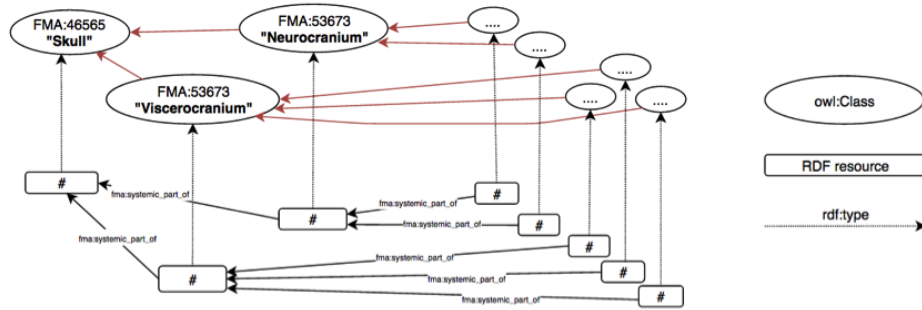 FMA:46565
"Skull"
FMA:53673
"Neurocranium"
....
....
....
FMA:53673
"Viscerocranium"
....
....
owl:Class
#
fma:systemic_part_of
fma:systemic_part_of
#
RDF resource
#
fma:systemic_part_of
#
rdf:type
fma:systemic_part_of
#
fma:systemic_part_of
#
fma:systemic_part_of
#
fma:systemic_part_of
#